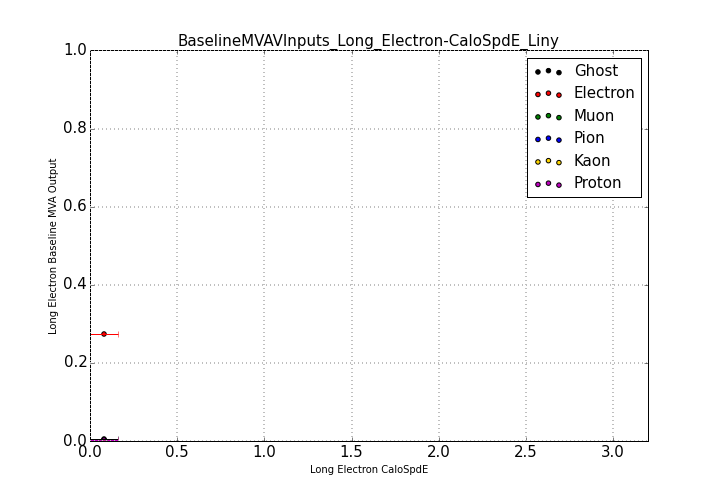 BaselineMVAVInputs_Long_Electron-CaloSpdE_Liny
1.0
0.8
0.6
0.4
0.2
0.0
Long Electron Baseline MVA Output
Ghost
Electron
Muon
Pion
Kaon
Proton
0.0 0.5 1.0 1.5 2.0 2.5 3.0
Long Electron CaloSpdE